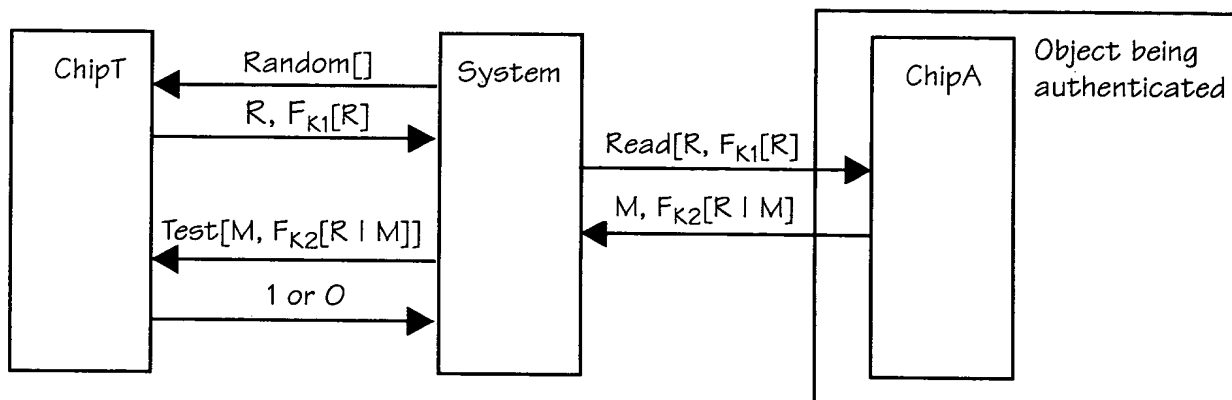 ChipT
Random[]
R, F_K1[R]
Test[M, F_K2[R | M]]
1 or 0
System
Read[R, F_K1[R]
M, F_K2[R | M]
ChipA
Object being
authenticated